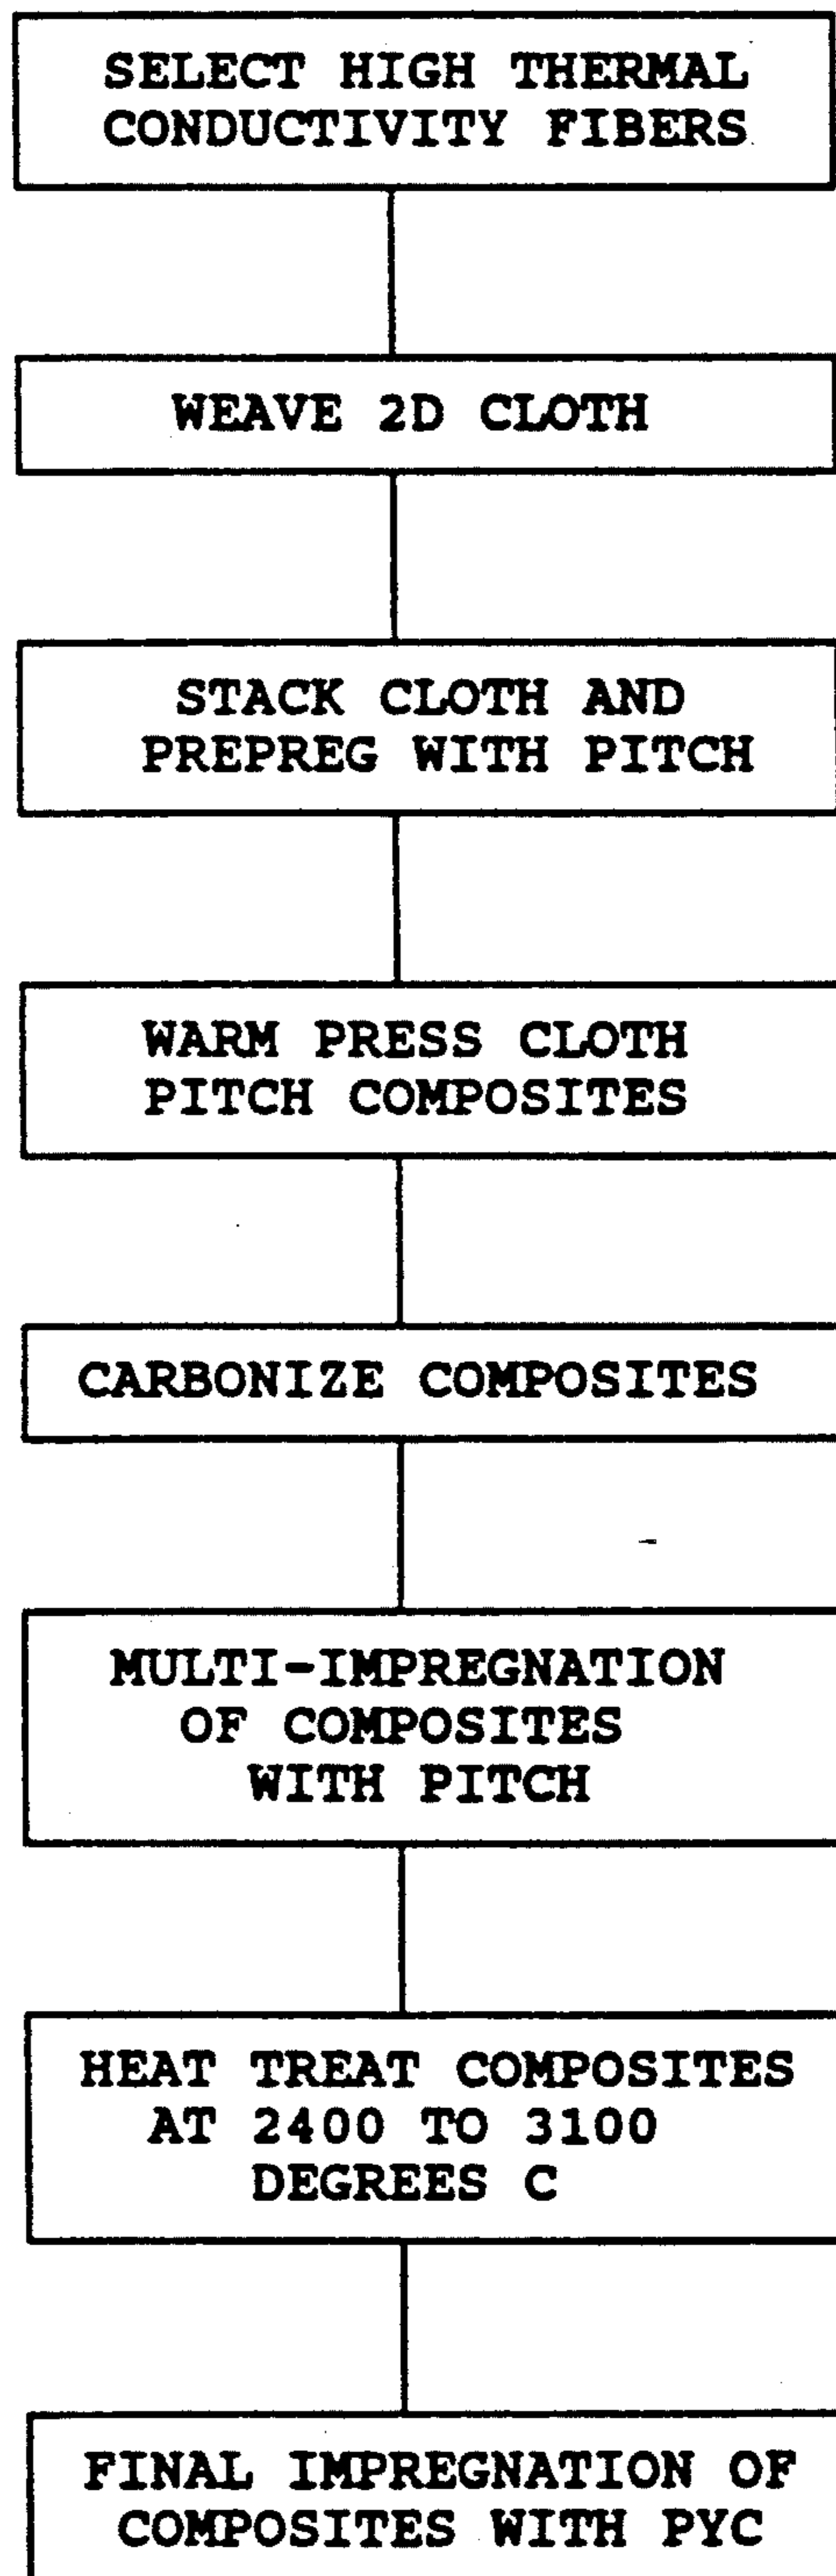 SELECT HIGH THERMAL
CONDUCTIVITY FIBERS
WEAVE 2D CLOTH
STACK CLOTH AND
PREPREG WITH PITCH
WARM PRESS CLOTH
PITCH COMPOSITES
CARBONIZE COMPOSITES
MULTI-IMPREGNATION
OF COMPOSITES
WITH PITCH
HEAT TREAT COMPOSITES
AT 2400 TO 3100
DEGREES C
FINAL IMPREGNATION OF
COMPOSITES WITH PYC